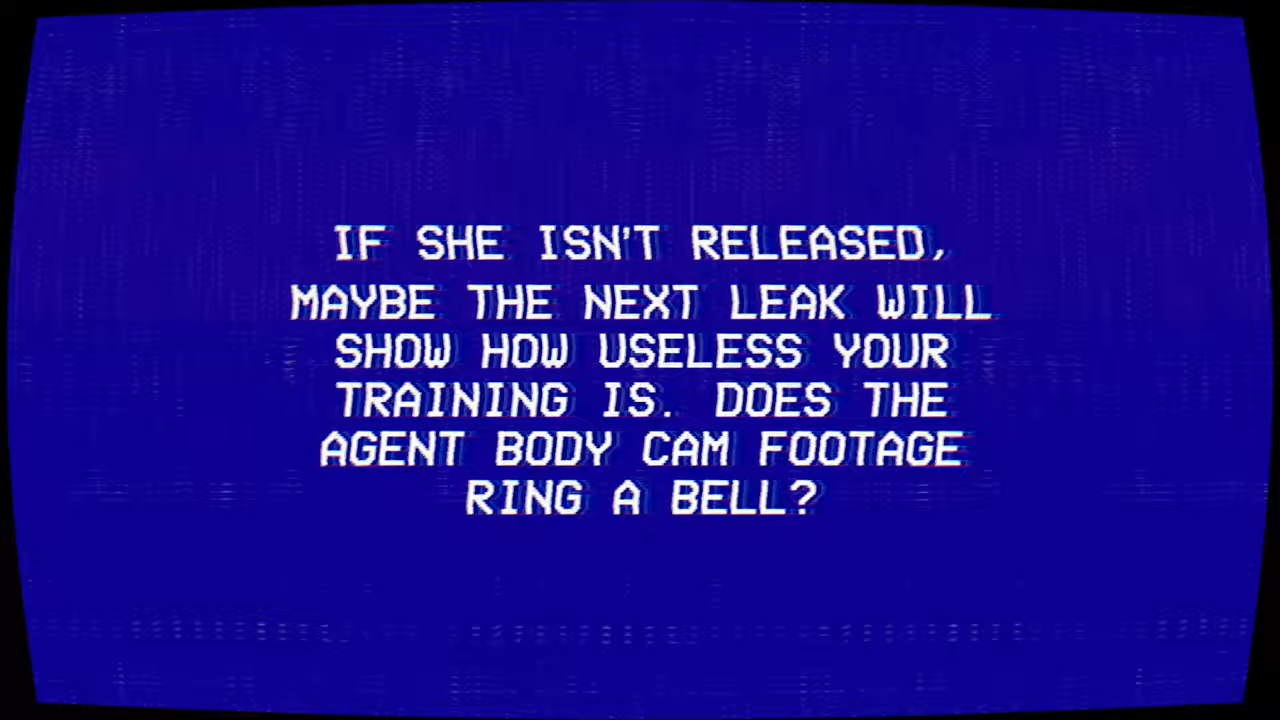 IF SHE ISN'T RELEASED,
MAYBE THE NEXT LEAK WILL
SHOW HOW USELESS YOUR
TRAINING IS. DOES THE
AGENT BODY CAM FOOTAGE
RING A BELL?